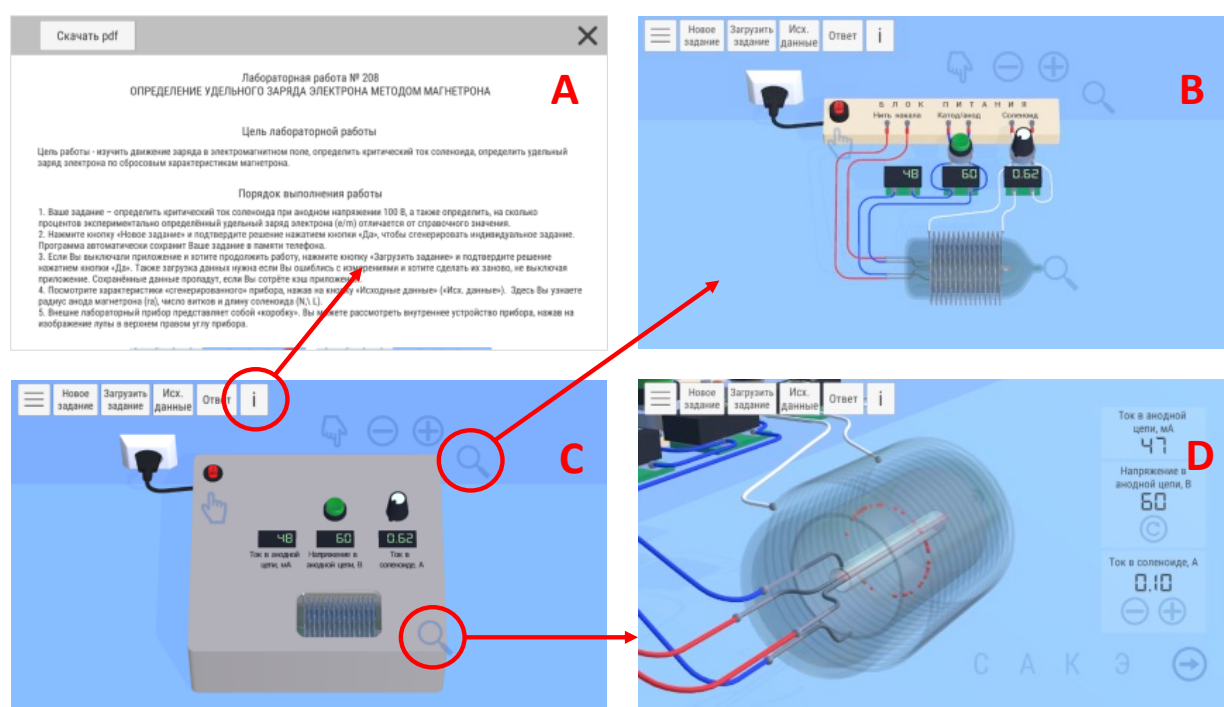 Скачать pdf
A
Лабораторная работа № 208
ОПРЕДЕЛЕНИЕ УДЕЛЬНОГО ЗАРЯДА ЭЛЕКТРОНА МЕТОДОМ МАГНЕТРОНА
Цель лабораторной работы
Цель работы - изучить движение заряда в электромагнитном поле, определить критический ток соленоида, определить удельный
заряд электрона по сбросовым характеристикам магнетрона.
Порядок выполнения работы
1. Ваше задание – определить критический ток соленоида при анодном напряжении 100 В, а также определить, на сколько
процентов экспериментально определённый удельный заряд электрона (e/m) отличается от справочного значения.
2. Нажмите кнопку «Новое задание» и подтвердите решение нажатием кнопки «Да», чтобы сгенерировать индивидуальное задание.
Программа автоматически сохранит Ваше задание в памяти телефона.
3. Если Вы выключали приложение и хотите продолжить работу, нажмите кнопку «Загрузить задание» и подтвердите решение
нажатием кнопки «Да». Также загрузка данных нужна если Вы ошиблись с измерениями и хотите сделать их заново, не выключая
приложение. Сохранённые данные пропадут, если Вы сотрёте кэш приложения.
4. Посмотрите характеристики «сгенерированного» прибора, нажав на кнопку «Исходные данные» («Исх. данные»). Здесь Вы узнаете
радиус анода магнетрона (ra), число витков и длину соленоида (N,\ L).
5. Внешне лабораторный прибор представляет собой «коробку». Вы можете рассмотреть внутреннее устройство прибора, нажав на
изображение лупы в верхнем правом углу прибора.
Новое задание
Загрузить задание
Исх. данные
Ответ
i
B
БЛОК ПИТАНИЯ
Нить накала
Катод/анод
Соленоид
48
60
0.62
Новое задание
Загрузить задание
Исх. данные
Ответ
i
C
48
60
0.62
Ток в анодной цепи, мА
Напряжение в анодной цепи, В
Ток в соленоиде, А
Новое задание
Загрузить задание
Исх. данные
Ответ
i
D
Ток в анодной
цепи, мА
47
Напряжение в
анодной цепи, В
60
C
Ток в соленоиде, А
0.10
САКЭ